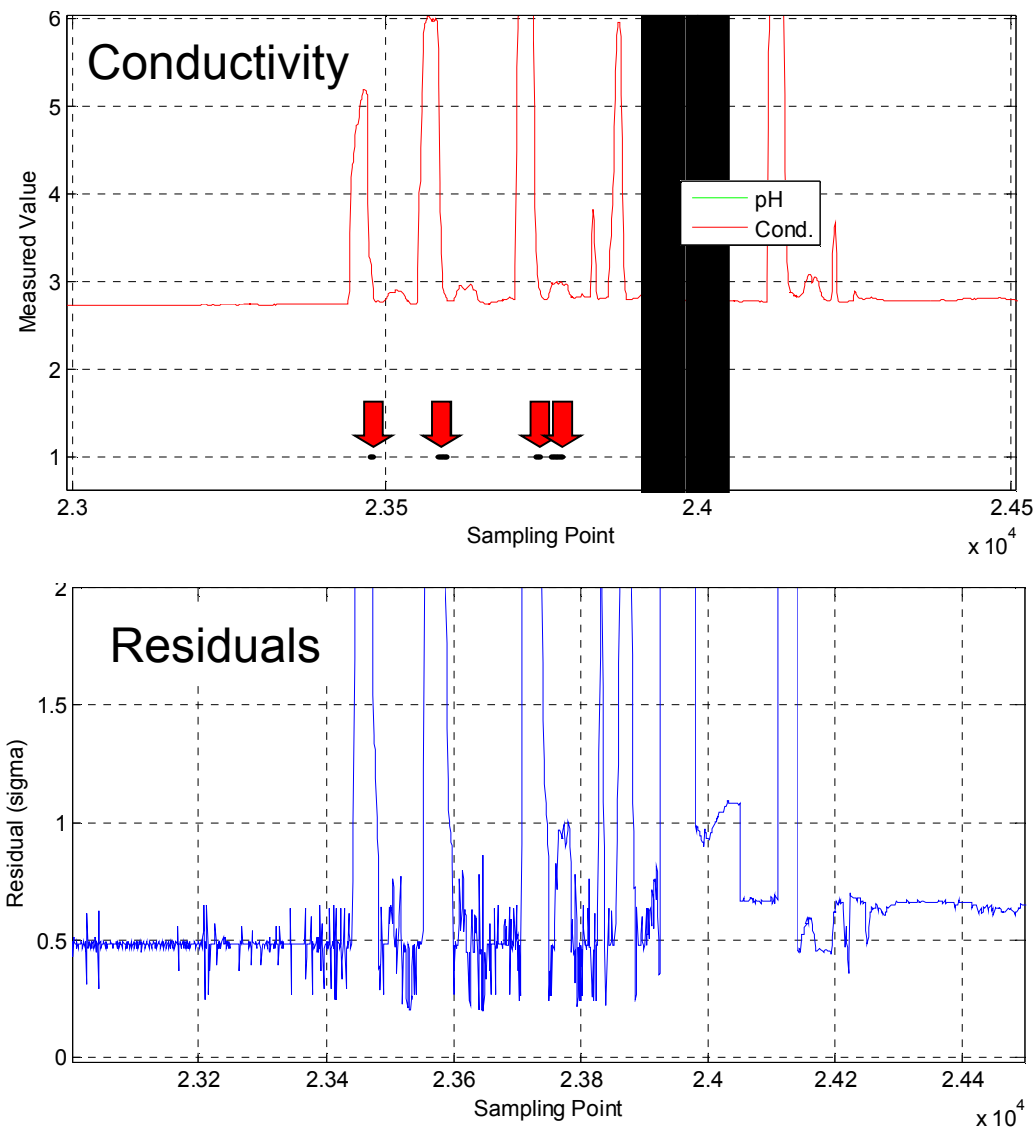 Conductivity
6
5
4
3
2
1
Measured Value
pH
Cond.
2.3
2.35
2.4
2.45
Sampling Point
x 10^4
Residuals
2
1.5
1
0.5
0
Residual (sigma)
2.32
2.34
2.36
2.38
2.4
2.42
2.44
Sampling Point
x 10^4